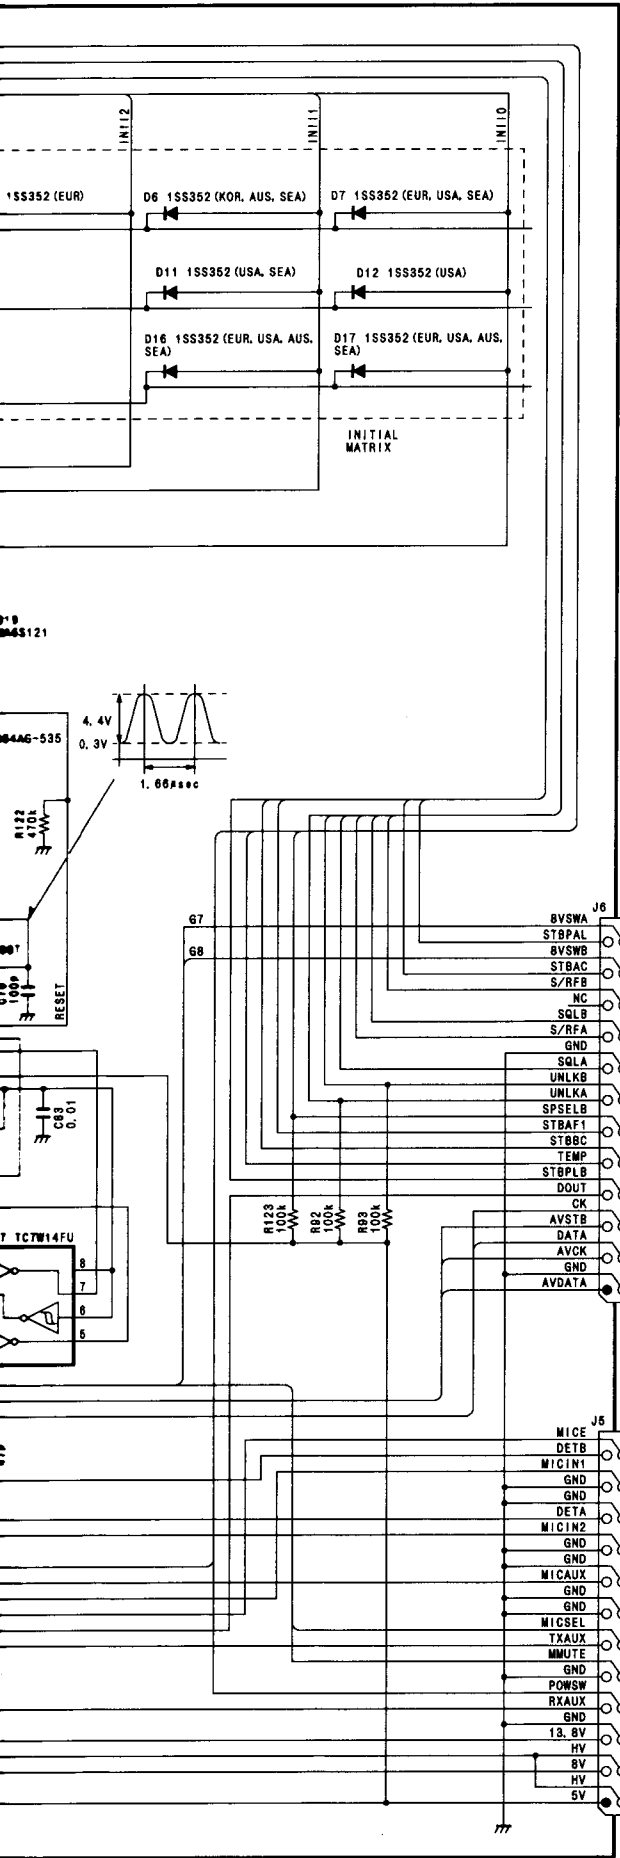 INI12
INI11
INI10
1SS352 (EUR)
D6 1SS352 (KOR, AUS, SEA)
D7 1SS352 (EUR, USA, SEA)
D11 1SS352 (USA, SEA)
D12 1SS352 (USA)
D16 1SS352 (EUR, USA, AUS,
SEA)
D17 1SS352 (EUR, USA, AUS,
SEA)
INITIAL
MATRIX
S121
4.4V
0.3V
1.66μsec
4AG-535
R122
470k
100p
RESET
C83
0.01
TC7W14FU
8
7
6
5
G7
G8
R123
100k
R92
100k
R93
100k
J6
8VSWA
STBPAL
8VSWB
STBAC
S/RFB
NC
SQLB
S/RFA
GND
SQLA
UNLKB
UNLKA
SPSELB
STBAF1
STBBC
TEMP
STBPLB
DOUT
CK
AVSTB
DATA
AVCK
GND
AVDATA
J5
MICE
DETB
MICIN1
GND
GND
DETA
MICIN2
GND
GND
MICAUX
GND
GND
MICSEL
TXAUX
MMUTE
GND
POWSW
RXAUX
GND
13.8V
HV
8V
HV
5V